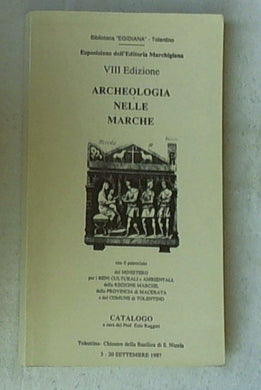 Biblioteca "EGIDIANA" - Tolentino
Esposizione dell'Editoria Marchigiana
VIII Edizione
ARCHEOLOGIA
NELLE
MARCHE
con il patrocinio
del MINISTERO
per i BENI CULTURALI e AMBIENTALI,
della REGIONE MARCHE,
della PROVINCIA di MACERATA
e del COMUNE di TOLENTINO
CATALOGO
a cura del Prof. Ezio Ruggeri
Tolentino- Chiostro della Basilica di S. Nicola
5 - 20 SETTEMBRE 1987